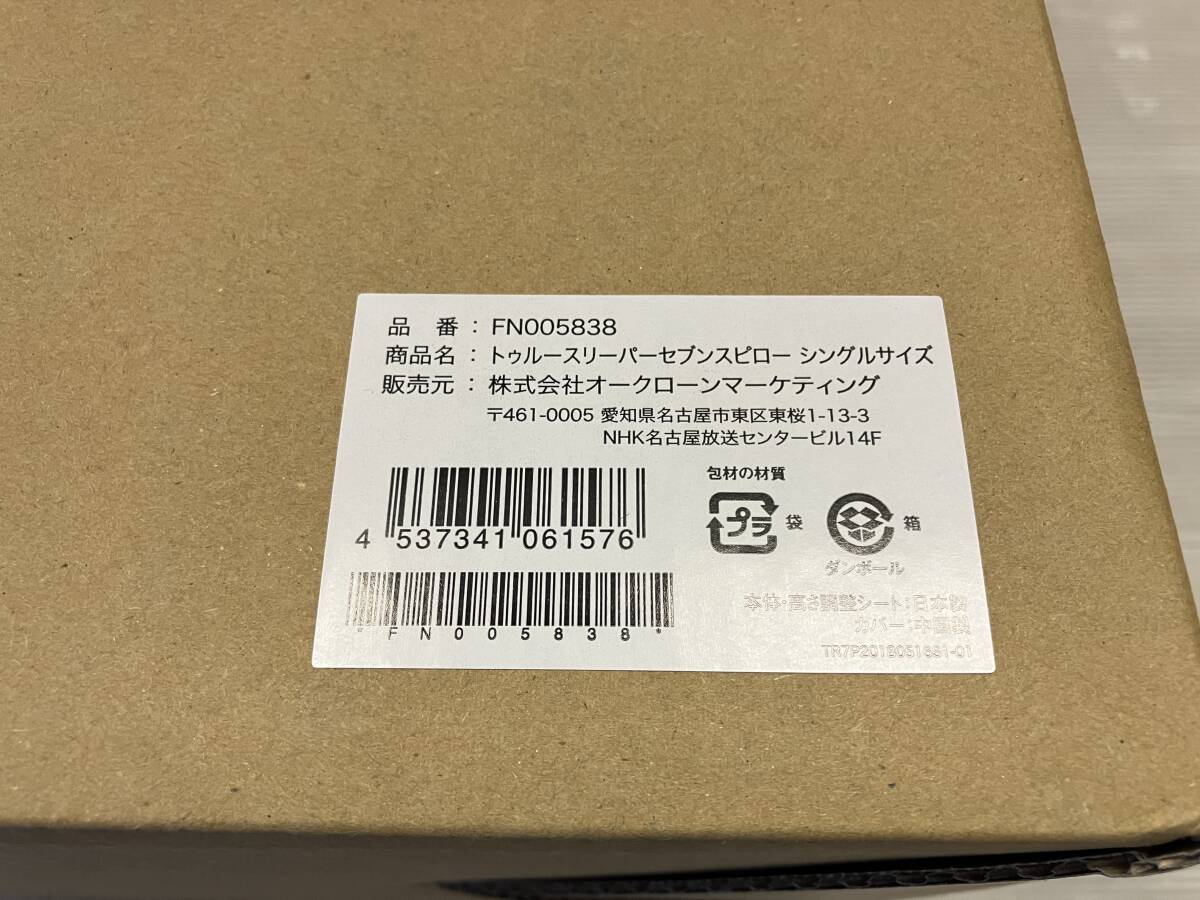 品 番 : FN005838
商品名 : トゥルースリーパーセブンスピロー シングルサイズ
販売元 : 株式会社オークローンマーケティング
〒461-0005 愛知県名古屋市東区東桜1-13-3
NHK名古屋放送センタービル14F
包材の材質
プラ 袋 箱
ダンボール
4 537341 061576
*FN005838*
本体・高さ調整シート:日本製
カバー:中国製